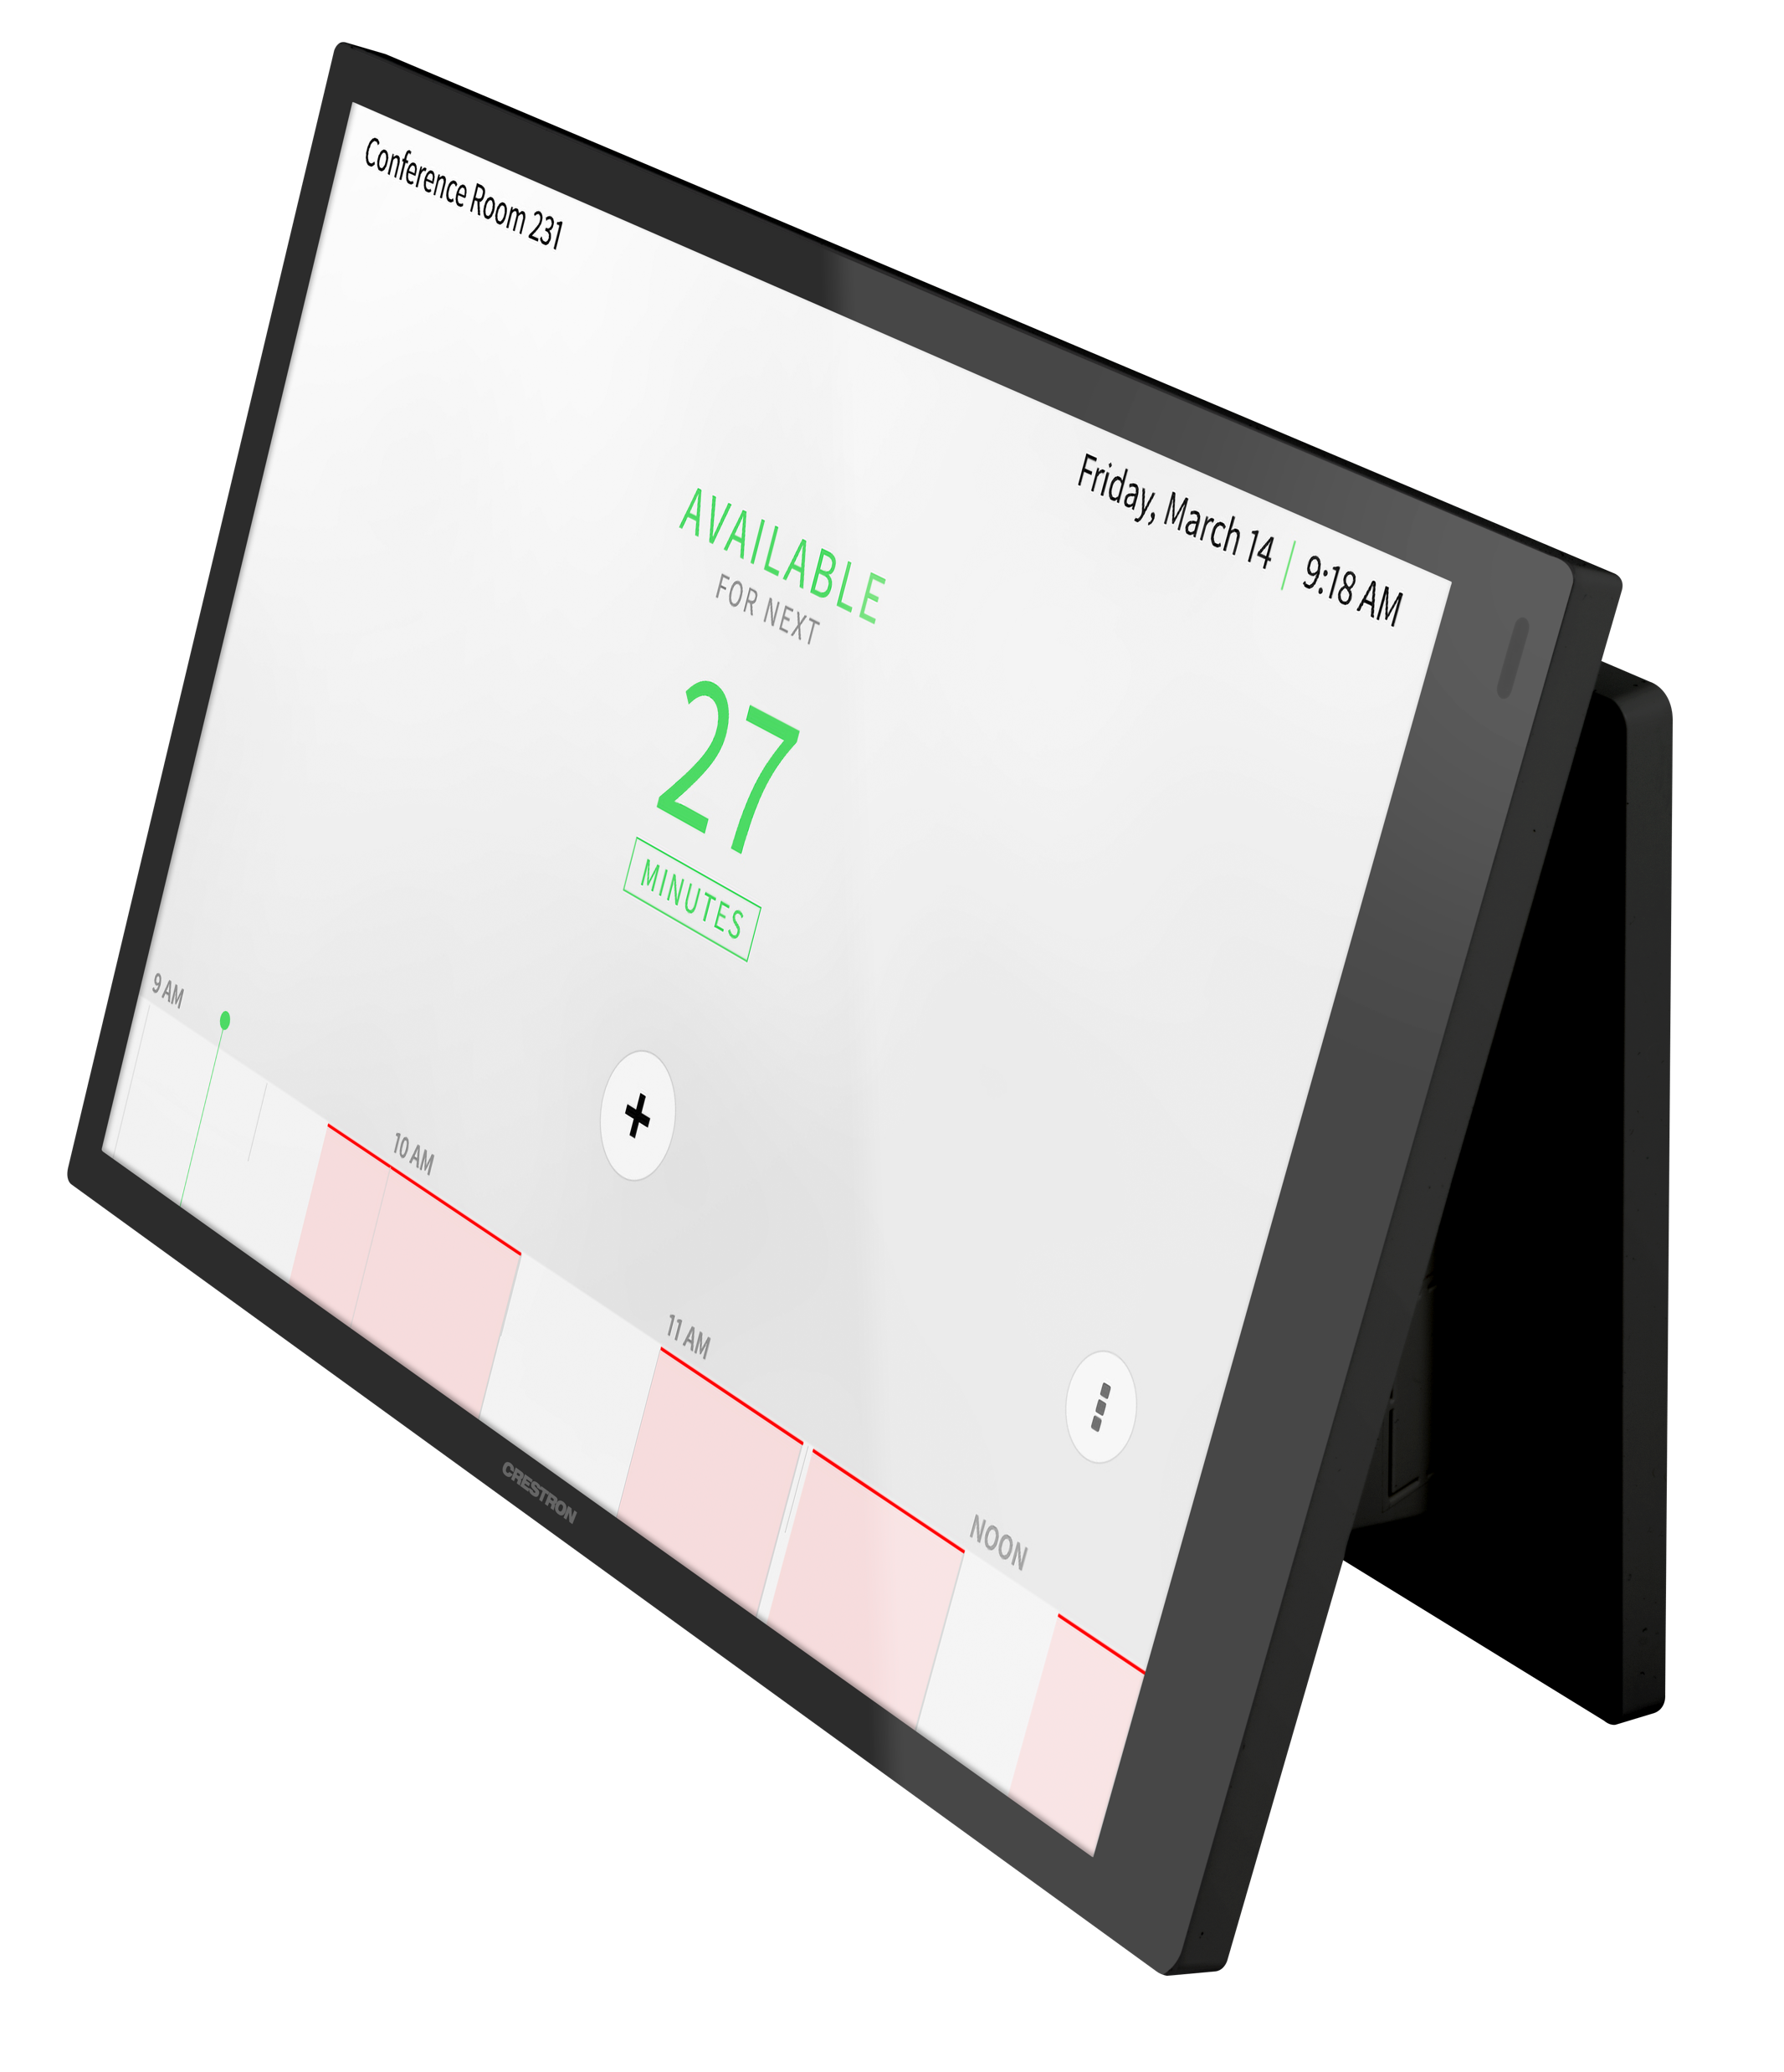 Conference Room 231
Friday, March 14 | 9:18 AM
AVAILABLE
FOR NEXT
27
MINUTES
+
9 AM
10 AM
11 AM
NOON
CRESTRON